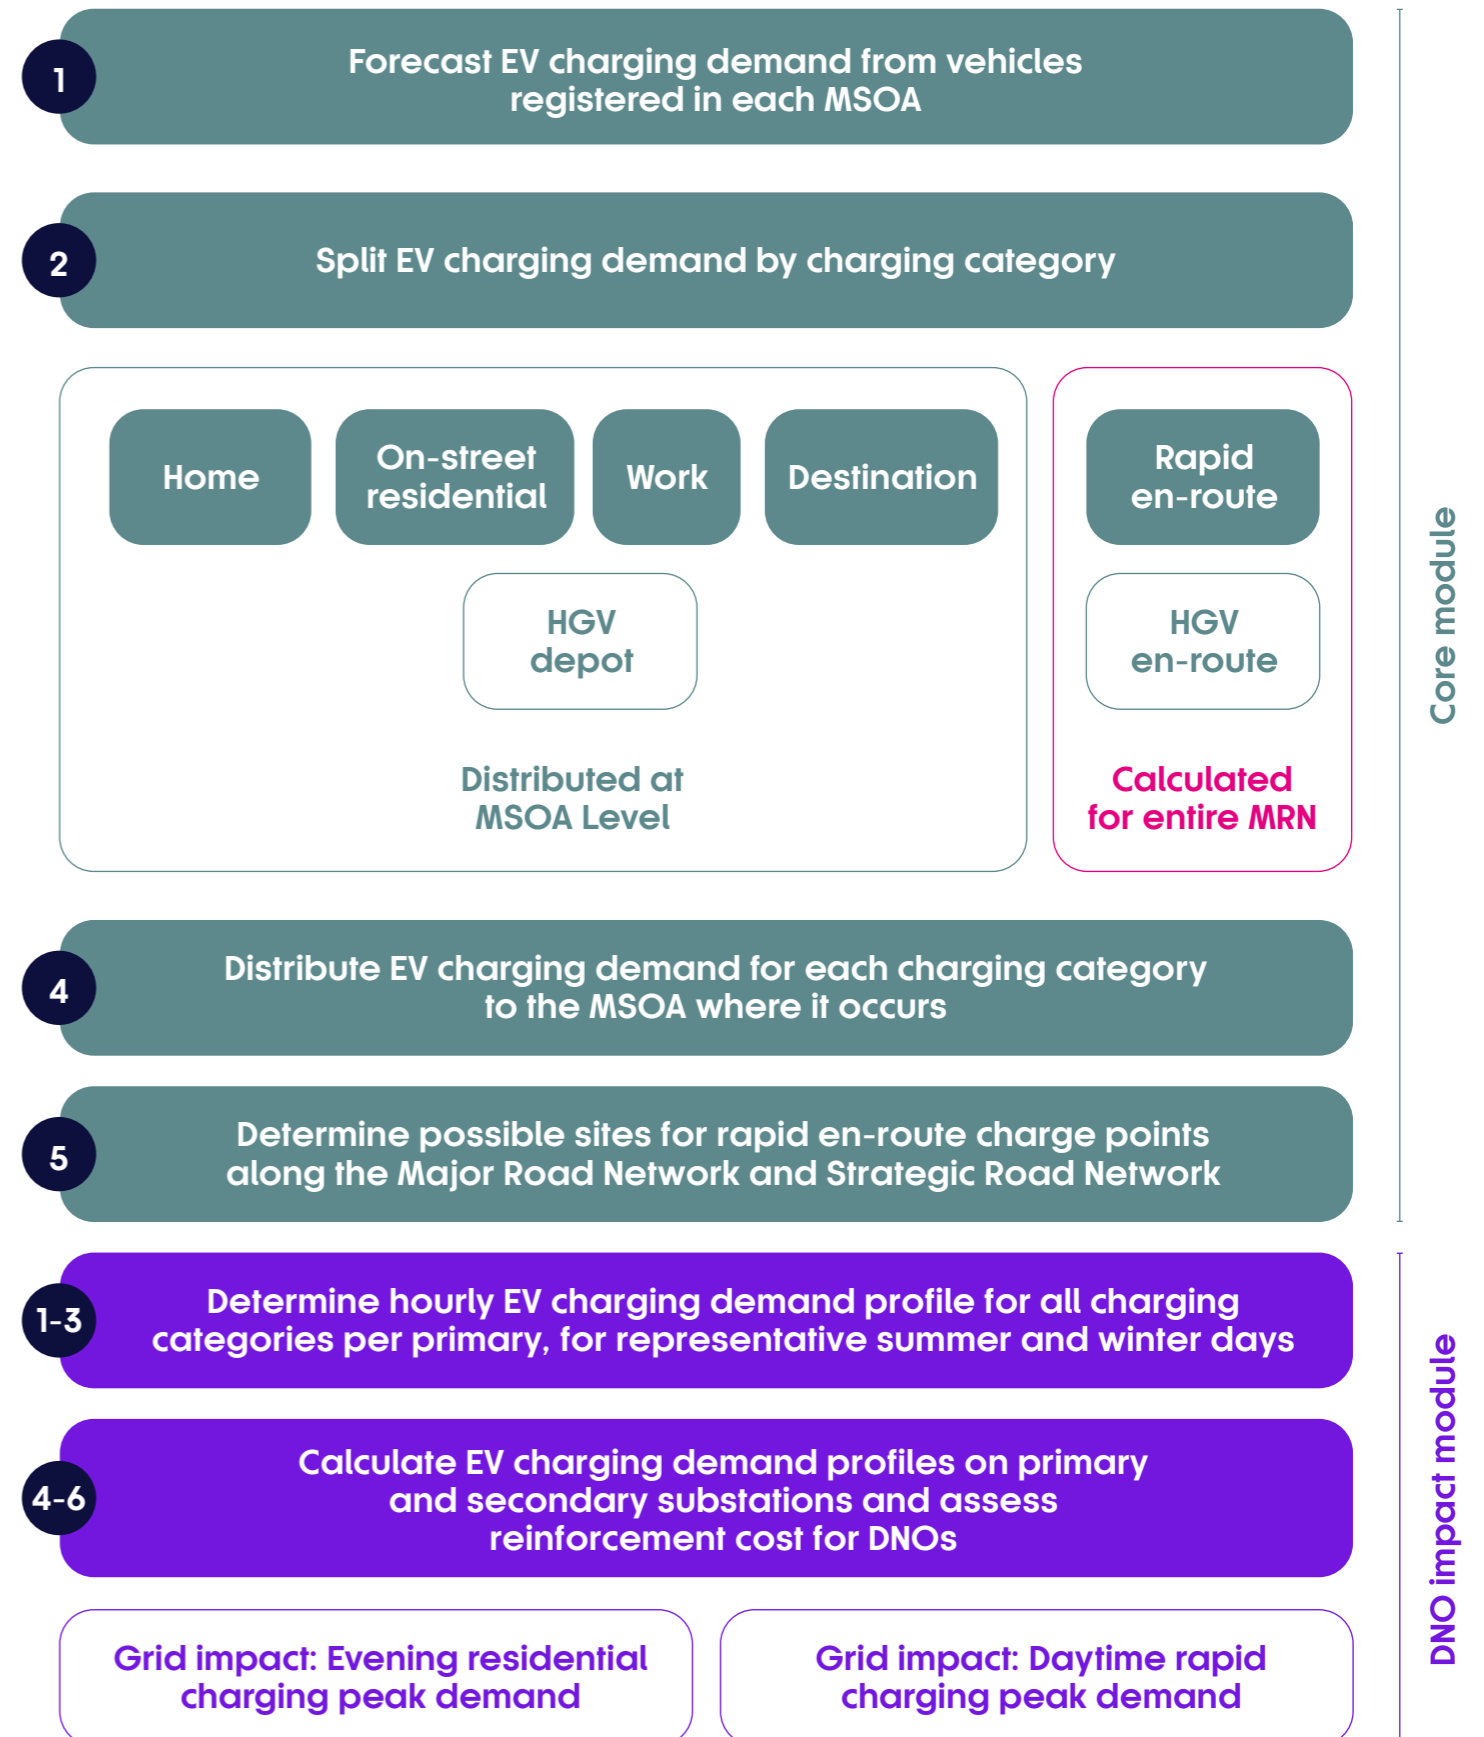 1
Forecast EV charging demand from vehicles
registered in each MSOA
2
Split EV charging demand by charging category
Home
On-street
residential
Work
Destination
Rapid
en-route
HGV
depot
HGV
en-route
Distributed at
MSOA Level
Calculated
for entire MRN
4
Distribute EV charging demand for each charging category
to the MSOA where it occurs
5
Determine possible sites for rapid en-route charge points
along the Major Road Network and Strategic Road Network
Core module
1-3
Determine hourly EV charging demand profile for all charging
categories per primary, for representative summer and winter days
4-6
Calculate EV charging demand profiles on primary
and secondary substations and assess
reinforcement cost for DNOs
Grid impact: Evening residential
charging peak demand
Grid impact: Daytime rapid
charging peak demand
DNO impact module